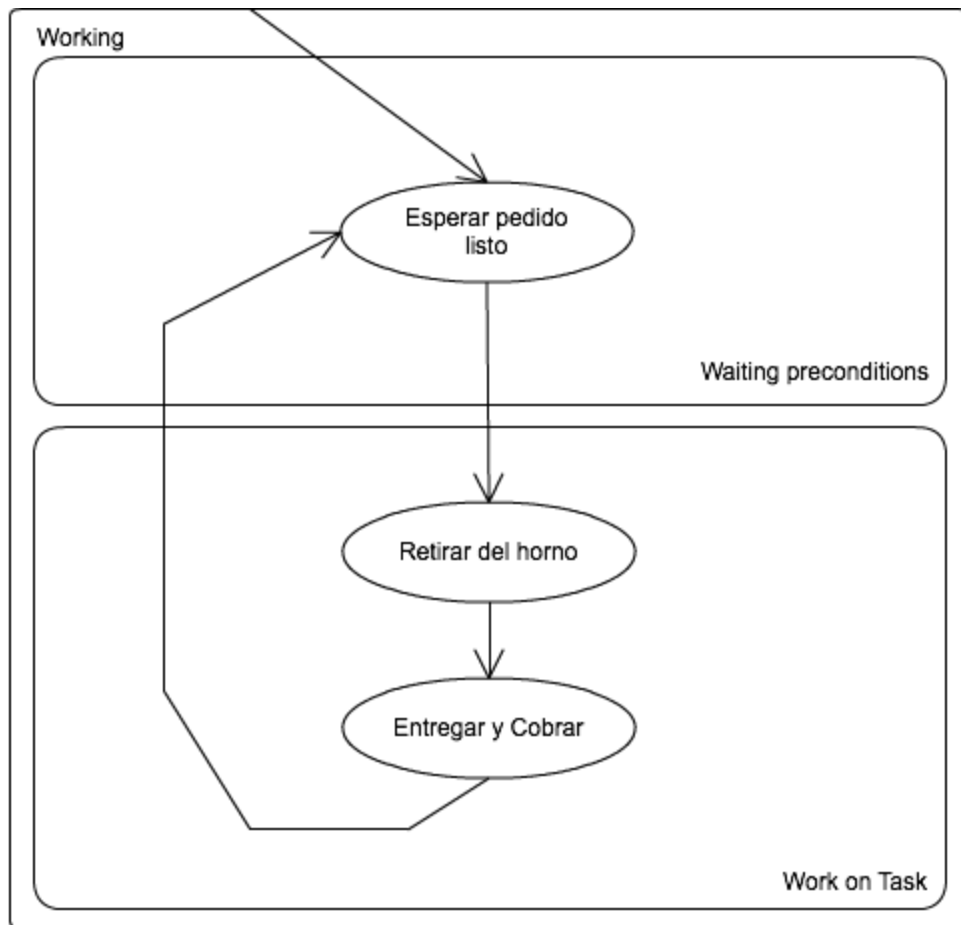 Working
Esperar pedido
listo
Waiting preconditions
Retirar del horno
Entregar y Cobrar
Work on Task